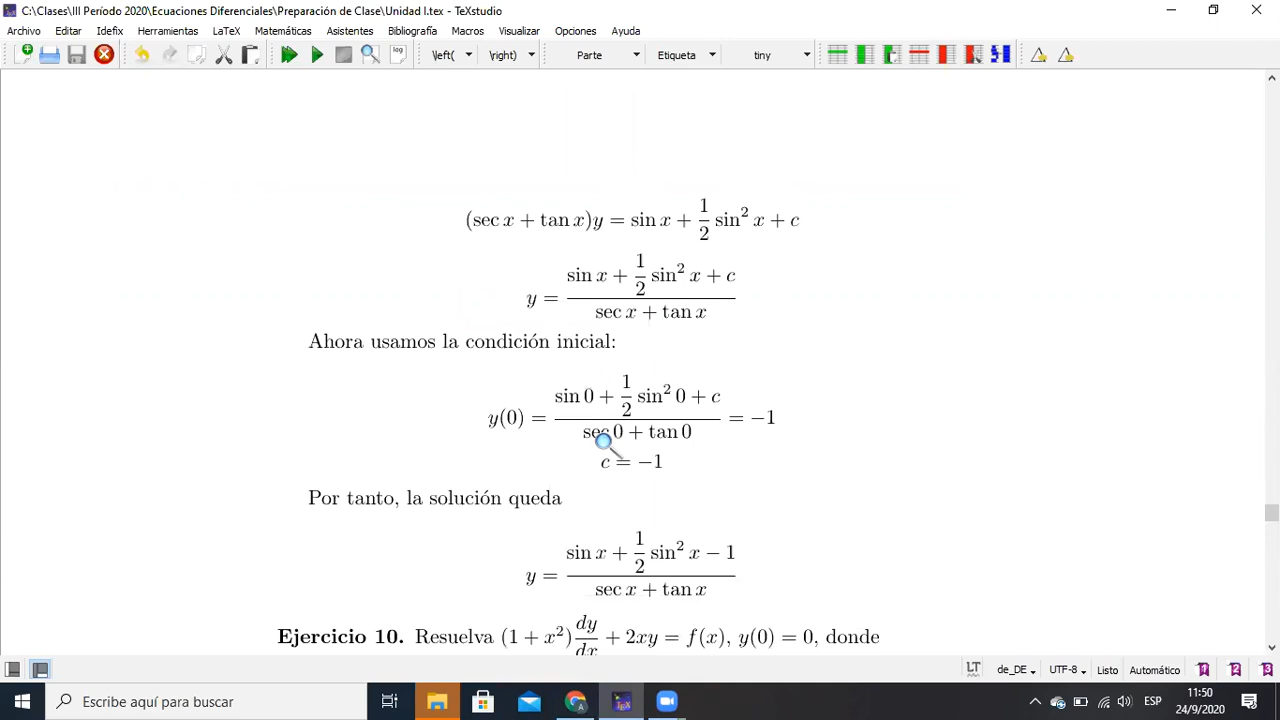 C:\Clases\III Período 2020\Ecuaciones Diferenciales\Preparación de Clase\Unidad I.tex - TeXstudio
Archivo Editar Idefix Herramientas LaTeX Matemáticas Asistentes Bibliografía Macros Visualizar Opciones Ayuda
log \left( \right) Parte Etiqueta tiny
(sec x + tan x)y = sin x + 1/2 sin² x + c
y = (sin x + 1/2 sin² x + c)/(sec x + tan x)
Ahora usamos la condición inicial:
y(0) = (sin 0 + 1/2 sin² 0 + c)/(sec 0 + tan 0) = −1
c = −1
Por tanto, la solución queda
y = (sin x + 1/2 sin² x − 1)/(sec x + tan x)
Ejercicio 10. Resuelva (1 + x²) dy/dx + 2xy = f(x), y(0) = 0, donde
LT de_DE UTF-8 Listo Automático 1 2 3
Escribe aquí para buscar
ESP
11:50
24/9/2020